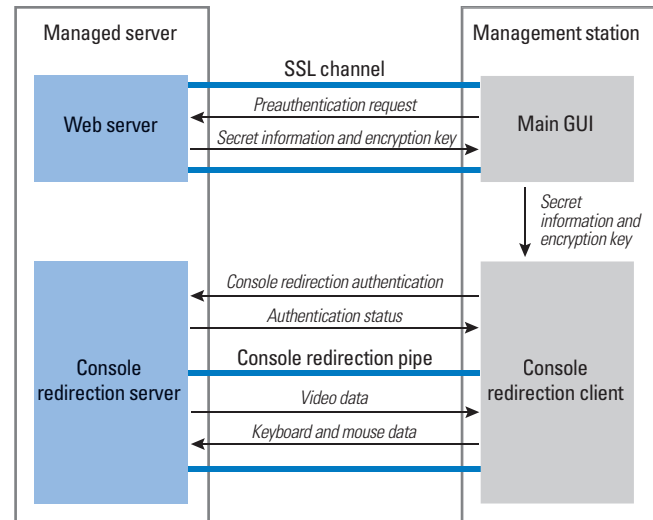 Managed server
Management station
SSL channel
Preauthentication request
Web server
Main GUI
Secret information and encryption key
Secret
information and
encryption key
Console redirection authentication
Authentication status
Console redirection pipe
Console
redirection server
Console
redirection client
Video data
Keyboard and mouse data